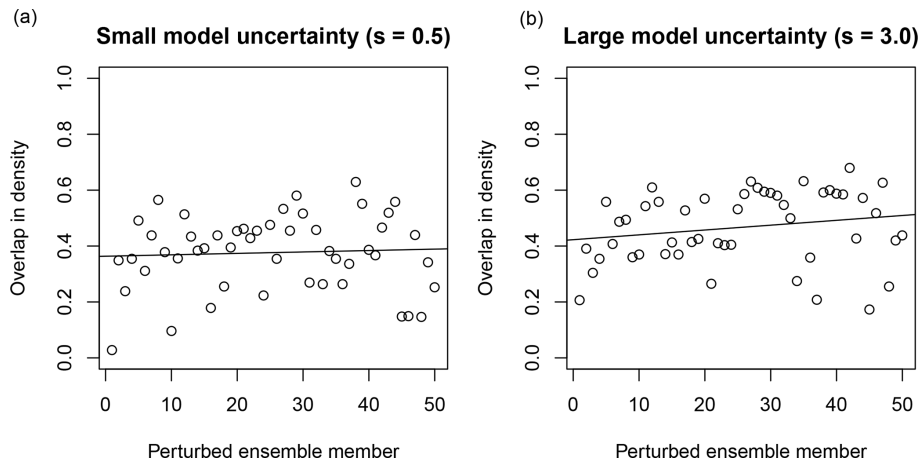 (a)
Small model uncertainty (s = 0.5)
Overlap in density
1.0
0.8
0.6
0.4
0.2
0.0
0 10 20 30 40 50
Perturbed ensemble member
(b)
Large model uncertainty (s = 3.0)
Overlap in density
1.0
0.8
0.6
0.4
0.2
0.0
0 10 20 30 40 50
Perturbed ensemble member